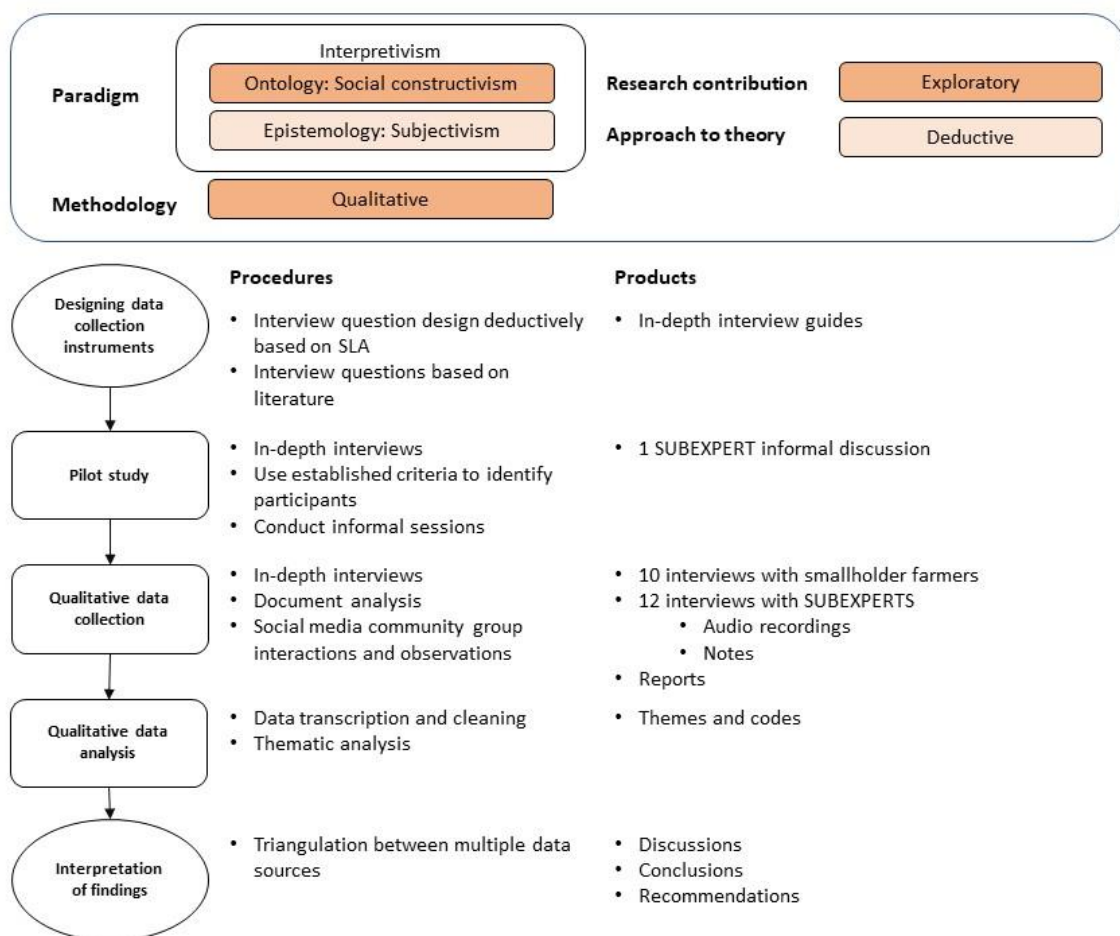 Interpretivism
Paradigm
Ontology: Social constructivism
Epistemology: Subjectivism
Research contribution
Exploratory
Approach to theory
Deductive
Methodology
Qualitative
Procedures
Products
Designing data
collection
instruments
• Interview question design deductively
based on SLA
• Interview questions based on
literature
• In-depth interview guides
Pilot study
• In-depth interviews
• Use established criteria to identify
participants
• Conduct informal sessions
• 1 SUBEXPERT informal discussion
Qualitative data
collection
• In-depth interviews
• Document analysis
• Social media community group
interactions and observations
• 10 interviews with smallholder farmers
• 12 interviews with SUBEXPERTS
• Audio recordings
• Notes
• Reports
Qualitative data
analysis
• Data transcription and cleaning
• Thematic analysis
• Themes and codes
Interpretation
of findings
• Triangulation between multiple data
sources
• Discussions
• Conclusions
• Recommendations